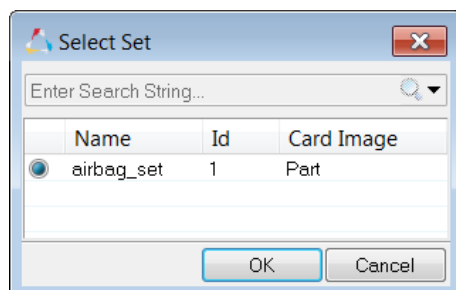 Select Set
Enter Search String...
Name Id Card Image
airbag_set 1 Part
OK Cancel